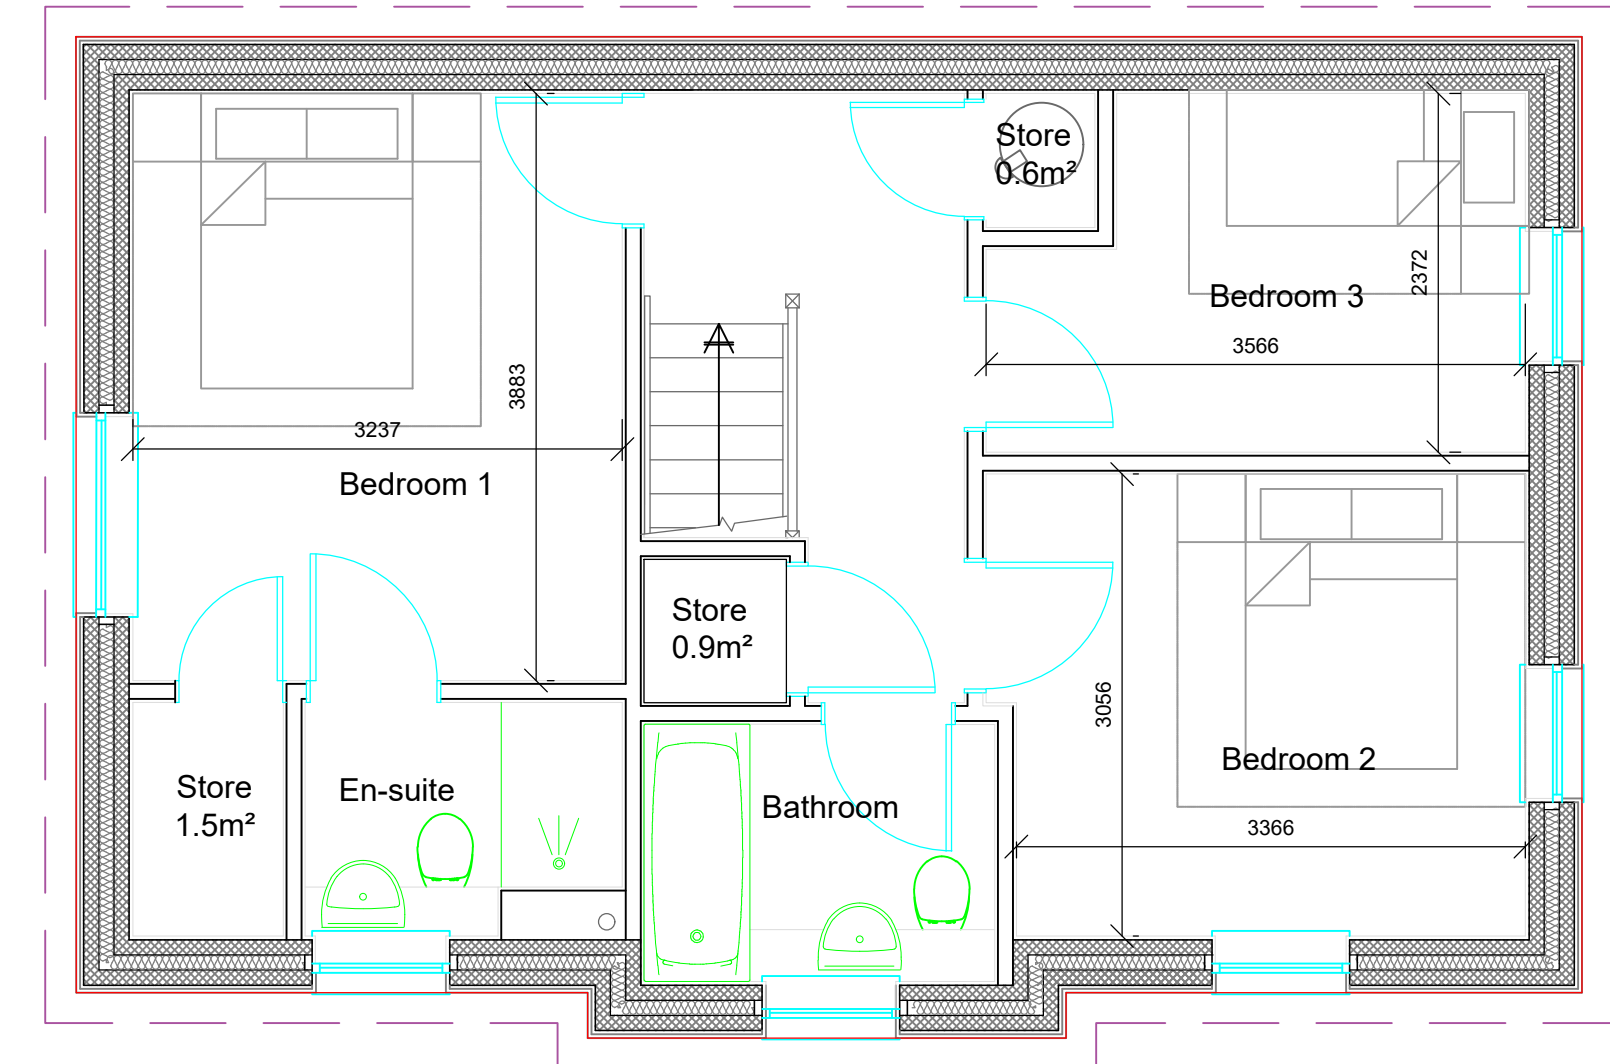 Store
0.6m²
2372
Bedroom 3
3566
3883
3237
Bedroom 1
Store
0.9m²
3056
Bedroom 2
Store
1.5m²
En-suite
Bathroom
3366